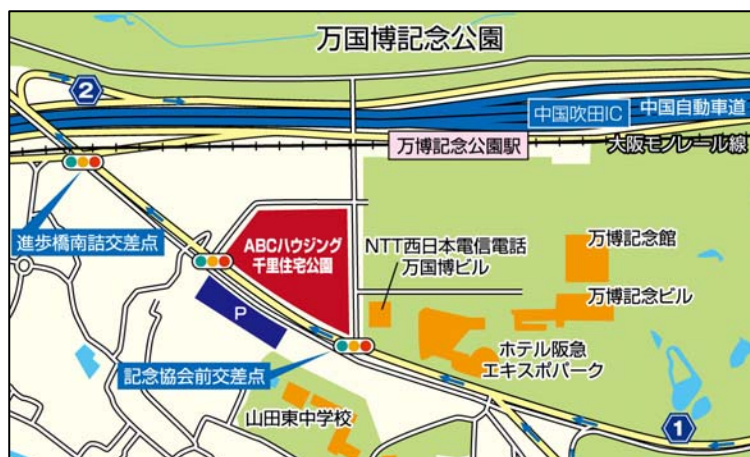 万国博記念公園
2
中国吹田IC
中国自動車道
万博記念公園駅
大阪モノレール線
進歩橋南詰交差点
ABCハウジング
千里住宅公園
NTT西日本電信電話
万国博ビル
万博記念館
万博記念ビル
P
ホテル阪急
エキスポパーク
記念協会前交差点
山田東中学校
1